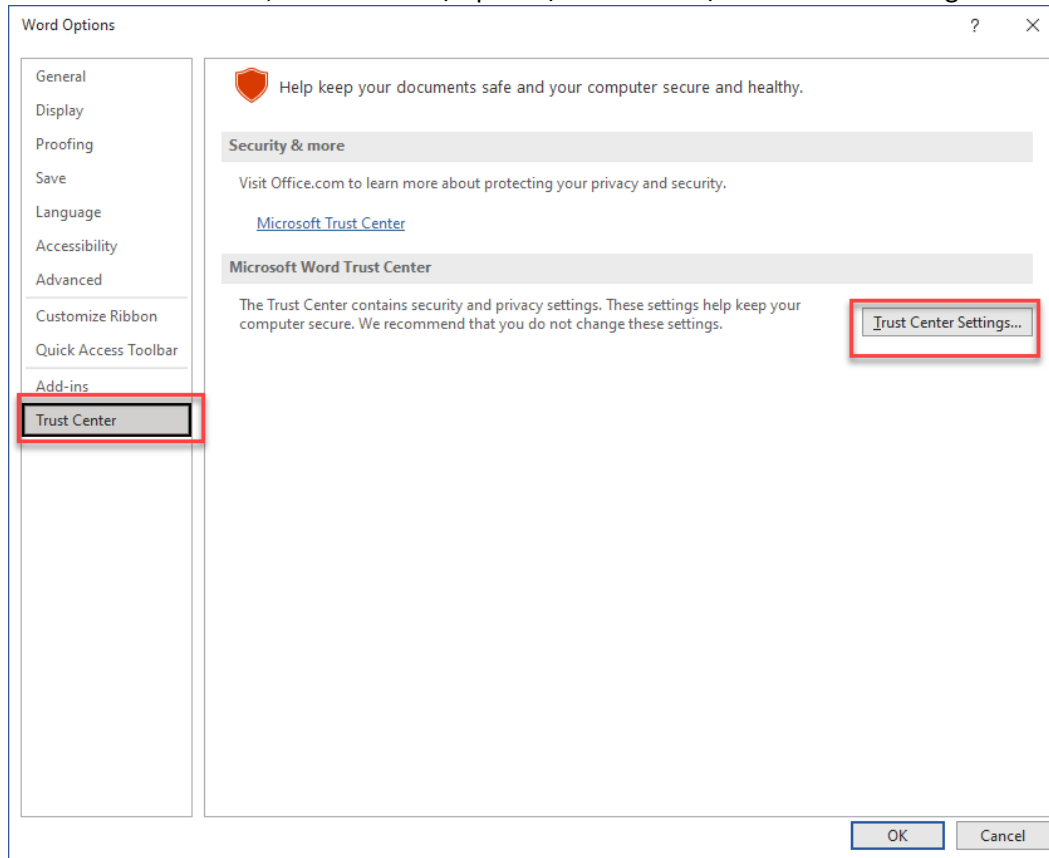 Word Options
?
General
Display
Proofing
Save
Language
Accessibility
Advanced
Customize Ribbon
Quick Access Toolbar
Add-ins
Trust Center
Help keep your documents safe and your computer secure and healthy.
Security & more
Visit Office.com to learn more about protecting your privacy and security.
Microsoft Trust Center
Microsoft Word Trust Center
The Trust Center contains security and privacy settings. These settings help keep your
computer secure. We recommend that you do not change these settings.
Trust Center Settings...
OK
Cancel